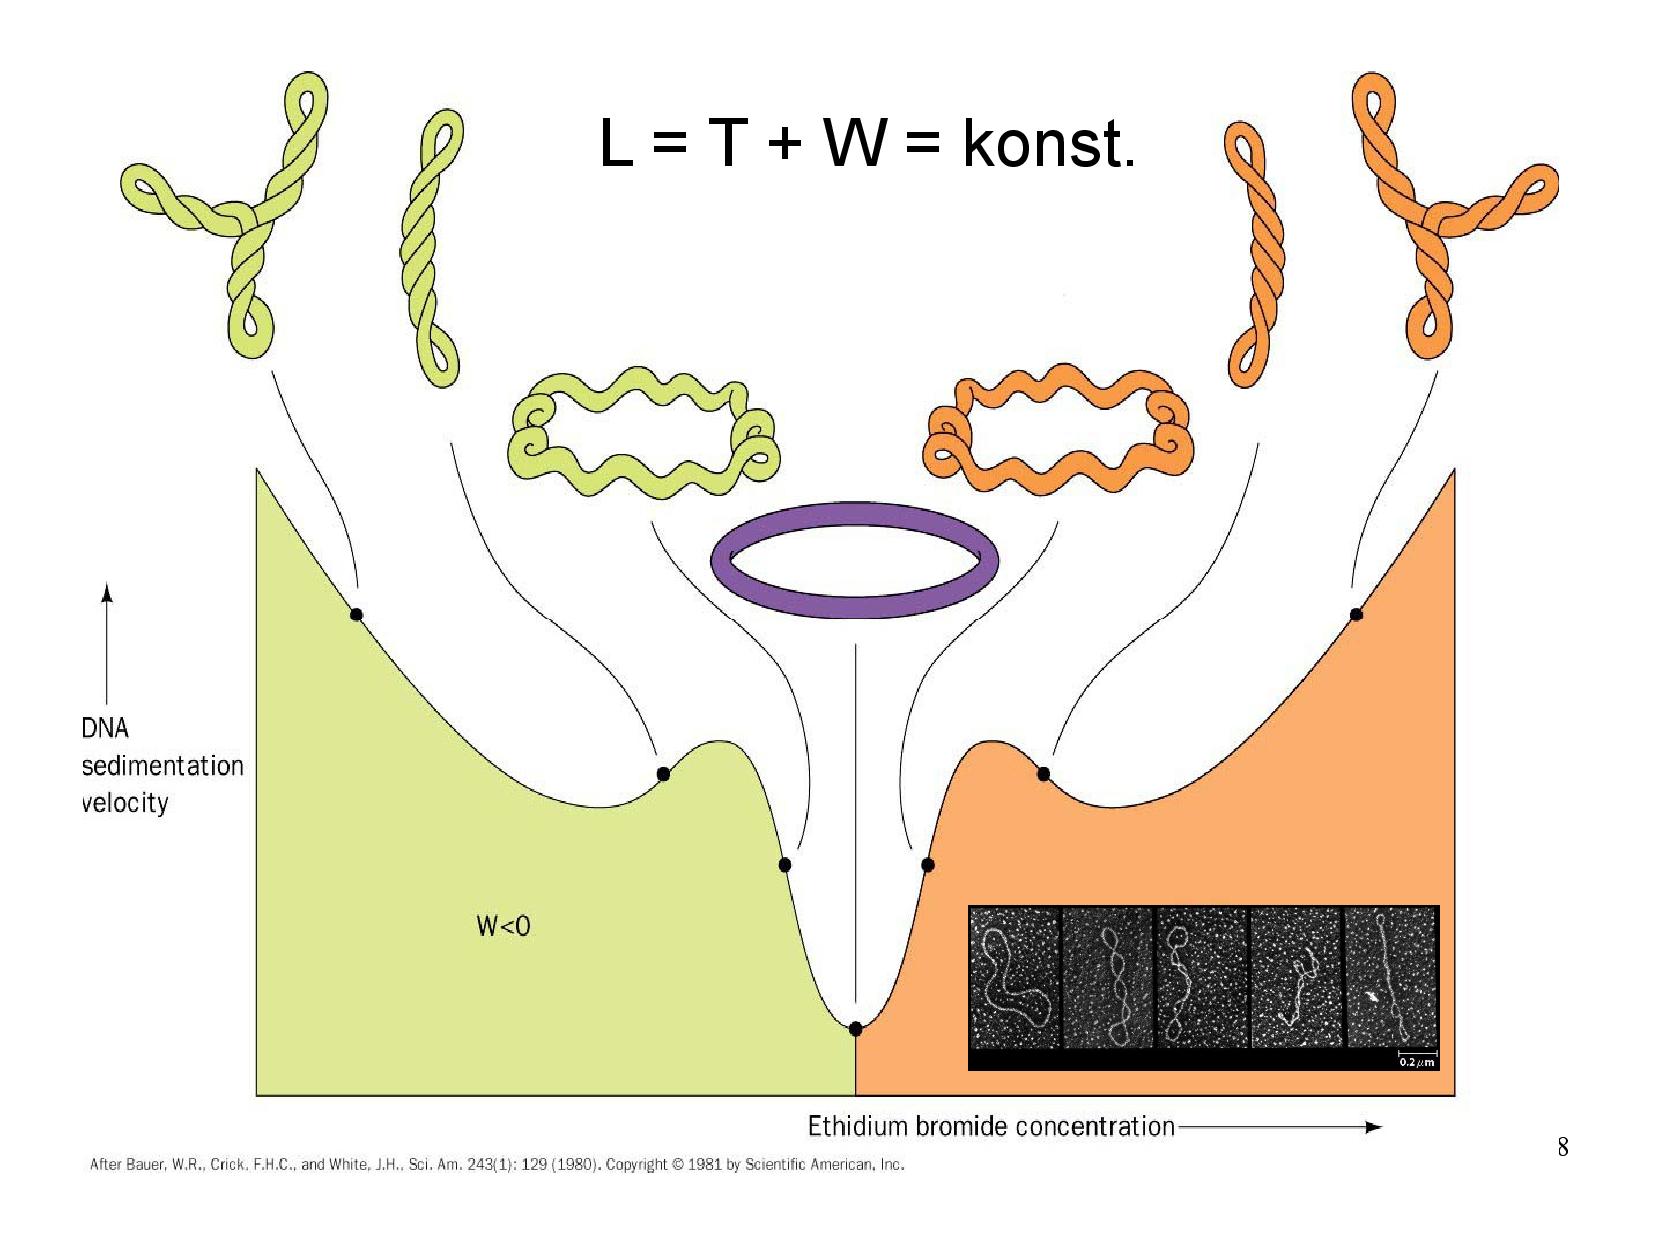 L = T + W = konst.
DNA
sedimentation
velocity
W<0
0.2 μm
Ethidium bromide concentration
8
After Bauer, W.R., Crick, F.H.C., and White, J.H., Sci. Am. 243(1): 129 (1980). Copyright © 1981 by Scientific American, Inc.